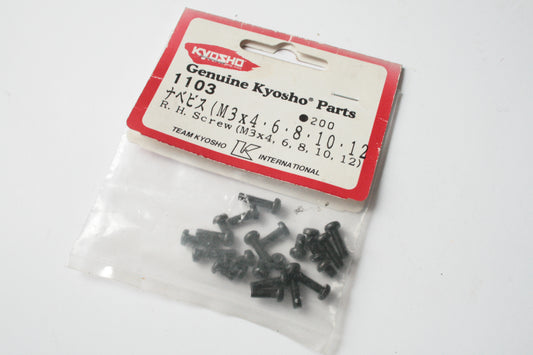 KYOSHO
Genuine Kyosho® Parts
1103
●200
ナベビス(M3x4,6,8,10,12
R. H. Screw (M3x4, 6, 8, 10, 12)
TEAM KYOSHO K INTERNATIONAL